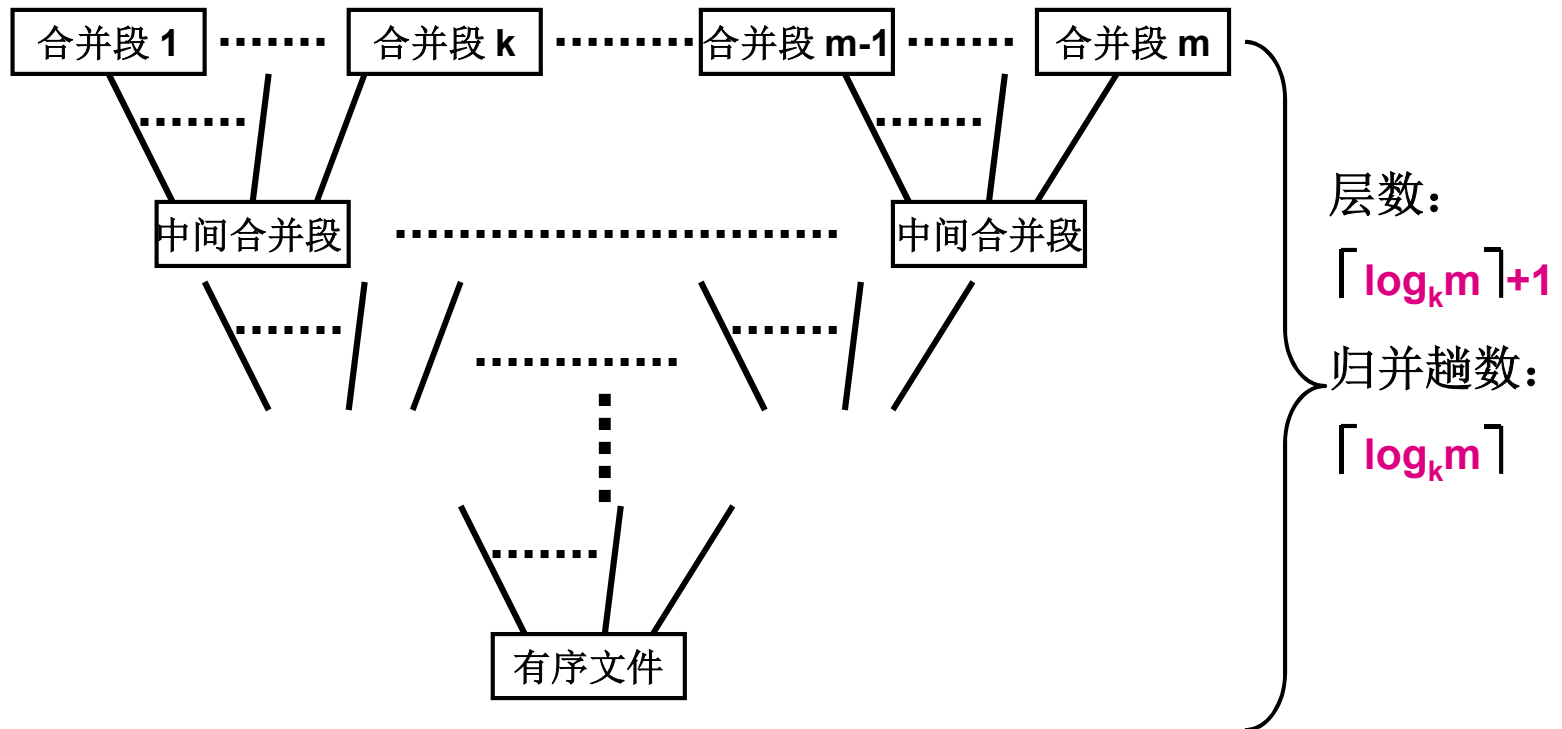 合并段 1 ······· 合并段 k ········· 合并段 m-1 ······· 合并段 m
中间合并段 中间合并段
层数：
⌈logₖm⌉+1
归并趟数：
⌈logₖm⌉
有序文件